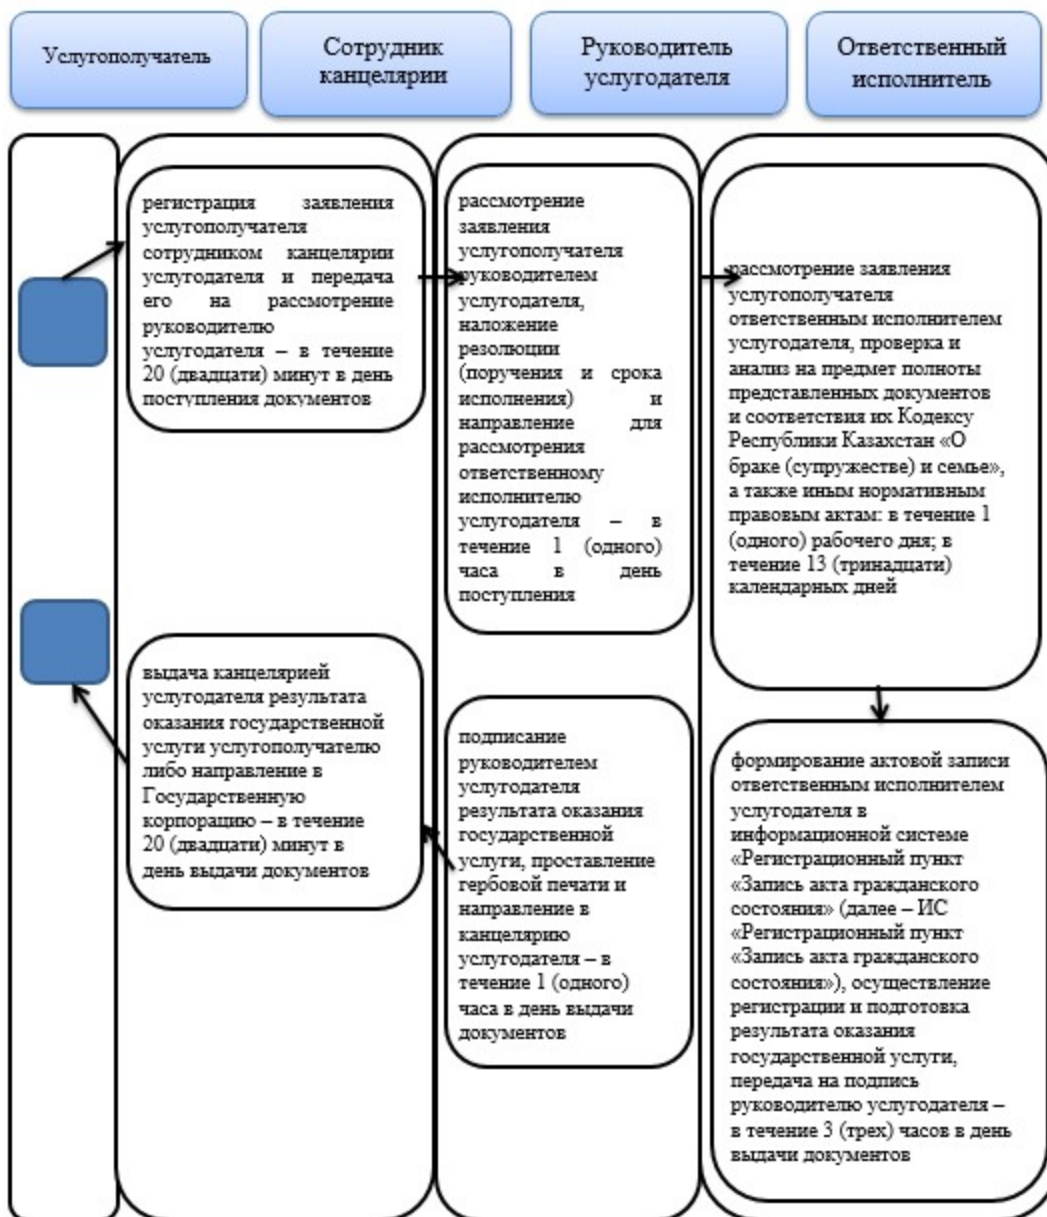 Услугополучатель
Сотрудник
канцелярии
Руководитель
услугодателя
Ответственный
исполнитель
регистрация заявления
услугополучателя
сотрудником канцелярии
услугодателя и передача
его на рассмотрение
руководителю
услугодателя – в течение
20 (двадцати) минут в день
поступления документов
рассмотрение
заявления
услугополучателя
руководителем
услугодателя,
наложение
резолюции
(поручения и срока
исполнения) и
направление для
рассмотрения
ответственному
исполнителю
услугодателя – в
течение 1 (одного)
часа в день
поступления
рассмотрение заявления
услугополучателя
ответственным исполнителем
услугодателя, проверка и
анализ на предмет полноты
представленных документов
и соответствия их Кодексу
Республики Казахстан «О
браке (супружестве) и семье»,
а также иным нормативным
правовым актам: в течение 1
(одного) рабочего дня; в
течение 13 (тринадцати)
календарных дней
выдача канцелярией
услугодателя результата
оказания государственной
услуги услугополучателю
либо направление в
Государственную
корпорацию – в течение
20 (двадцати) минут в
день выдачи документов
подписание
руководителем
услугодателя
результата оказания
государственной
услуги, проставление
гербовой печати и
направление в
канцелярию
услугодателя – в
течение 1 (одного)
часа в день выдачи
документов
формирование актовой записи
ответственным исполнителем
услугодателя в
информационной системе
«Регистрационный пункт
«Запись акта гражданского
состояния» (далее – ИС
«Регистрационный пункт
«Запись акта гражданского
состояния»), осуществление
регистрации и подготовка
результата оказания
государственной услуги,
передача на подпись
руководителю услугодателя –
в течение 3 (трех) часов в день
выдачи документов